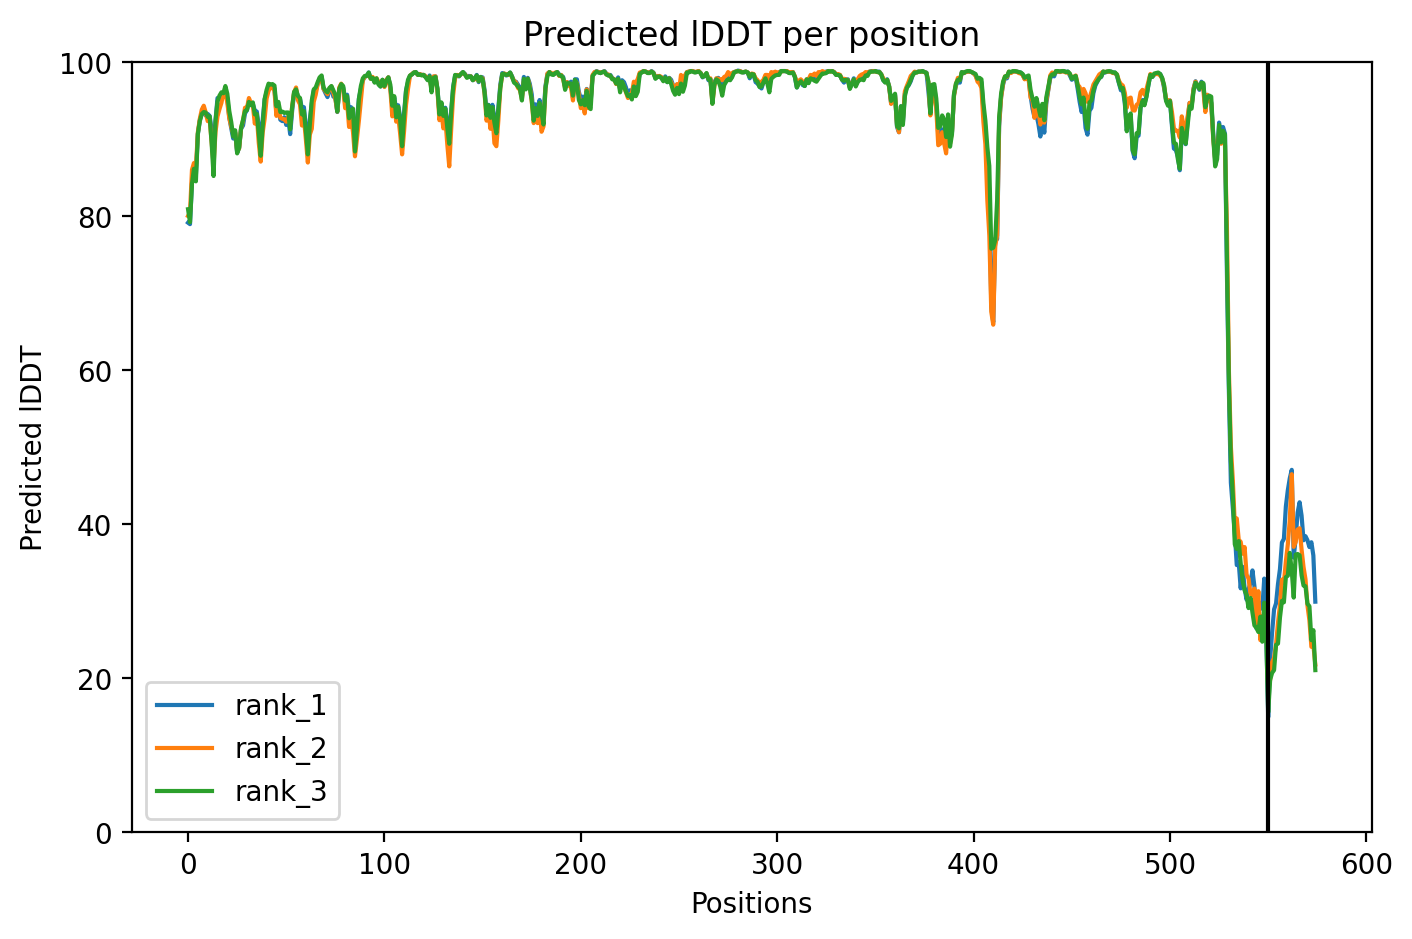 Predicted lDDT per position
100
80
60
40
20
0
Predicted lDDT
rank_1
rank_2
rank_3
0 100 200 300 400 500 600
Positions